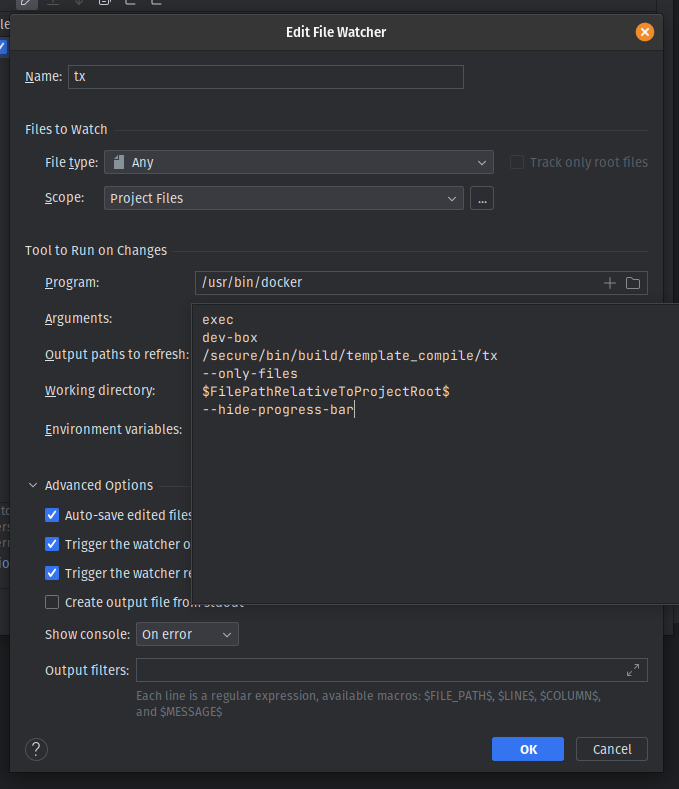 Edit File Watcher
Name: tx
Files to Watch
File type: Any Track only root files
Scope: Project Files ...
Tool to Run on Changes
Program: /usr/bin/docker
Arguments:
exec
dev-box
/secure/bin/build/template_compile/tx
--only-files
$FilePathRelativeToProjectRoot$
--hide-progress-bar
Output paths to refresh:
Working directory:
Environment variables:
Advanced Options
Auto-save edited files
Trigger the watcher o
Trigger the watcher re
Create output file from stdout
Show console: On error
Output filters:
Each line is a regular expression, available macros: $FILE_PATH$, $LINE$, $COLUMN$,
and $MESSAGE$
? OK Cancel